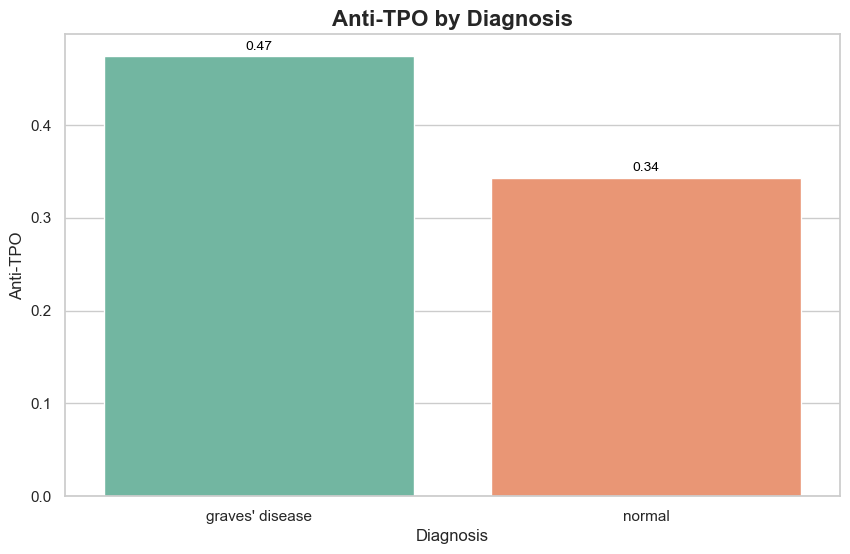 Anti-TPO by Diagnosis
0.47
0.34
Anti-TPO
0.4
0.3
0.2
0.1
0.0
graves' disease
normal
Diagnosis